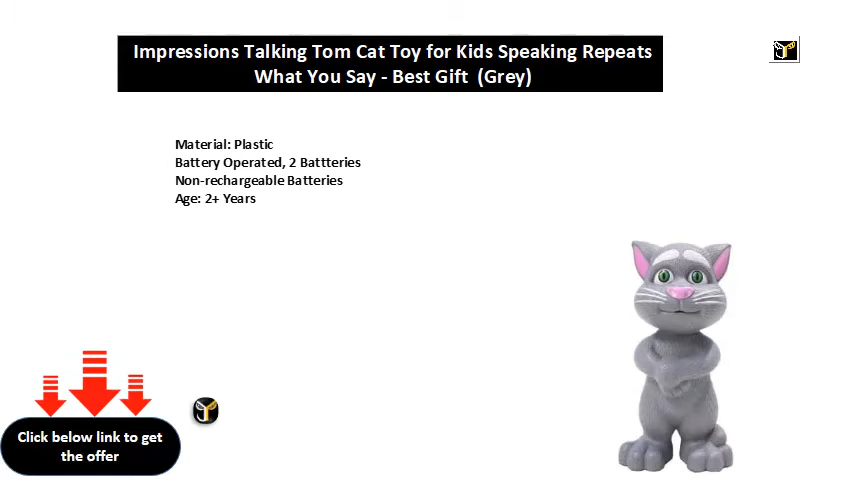 Impressions Talking Tom Cat Toy for Kids Speaking Repeats
What You Say - Best Gift (Grey)
Material: Plastic
Battery Operated, 2 Battteries
Non-rechargeable Batteries
Age: 2+ Years
Click below link to get
the offer